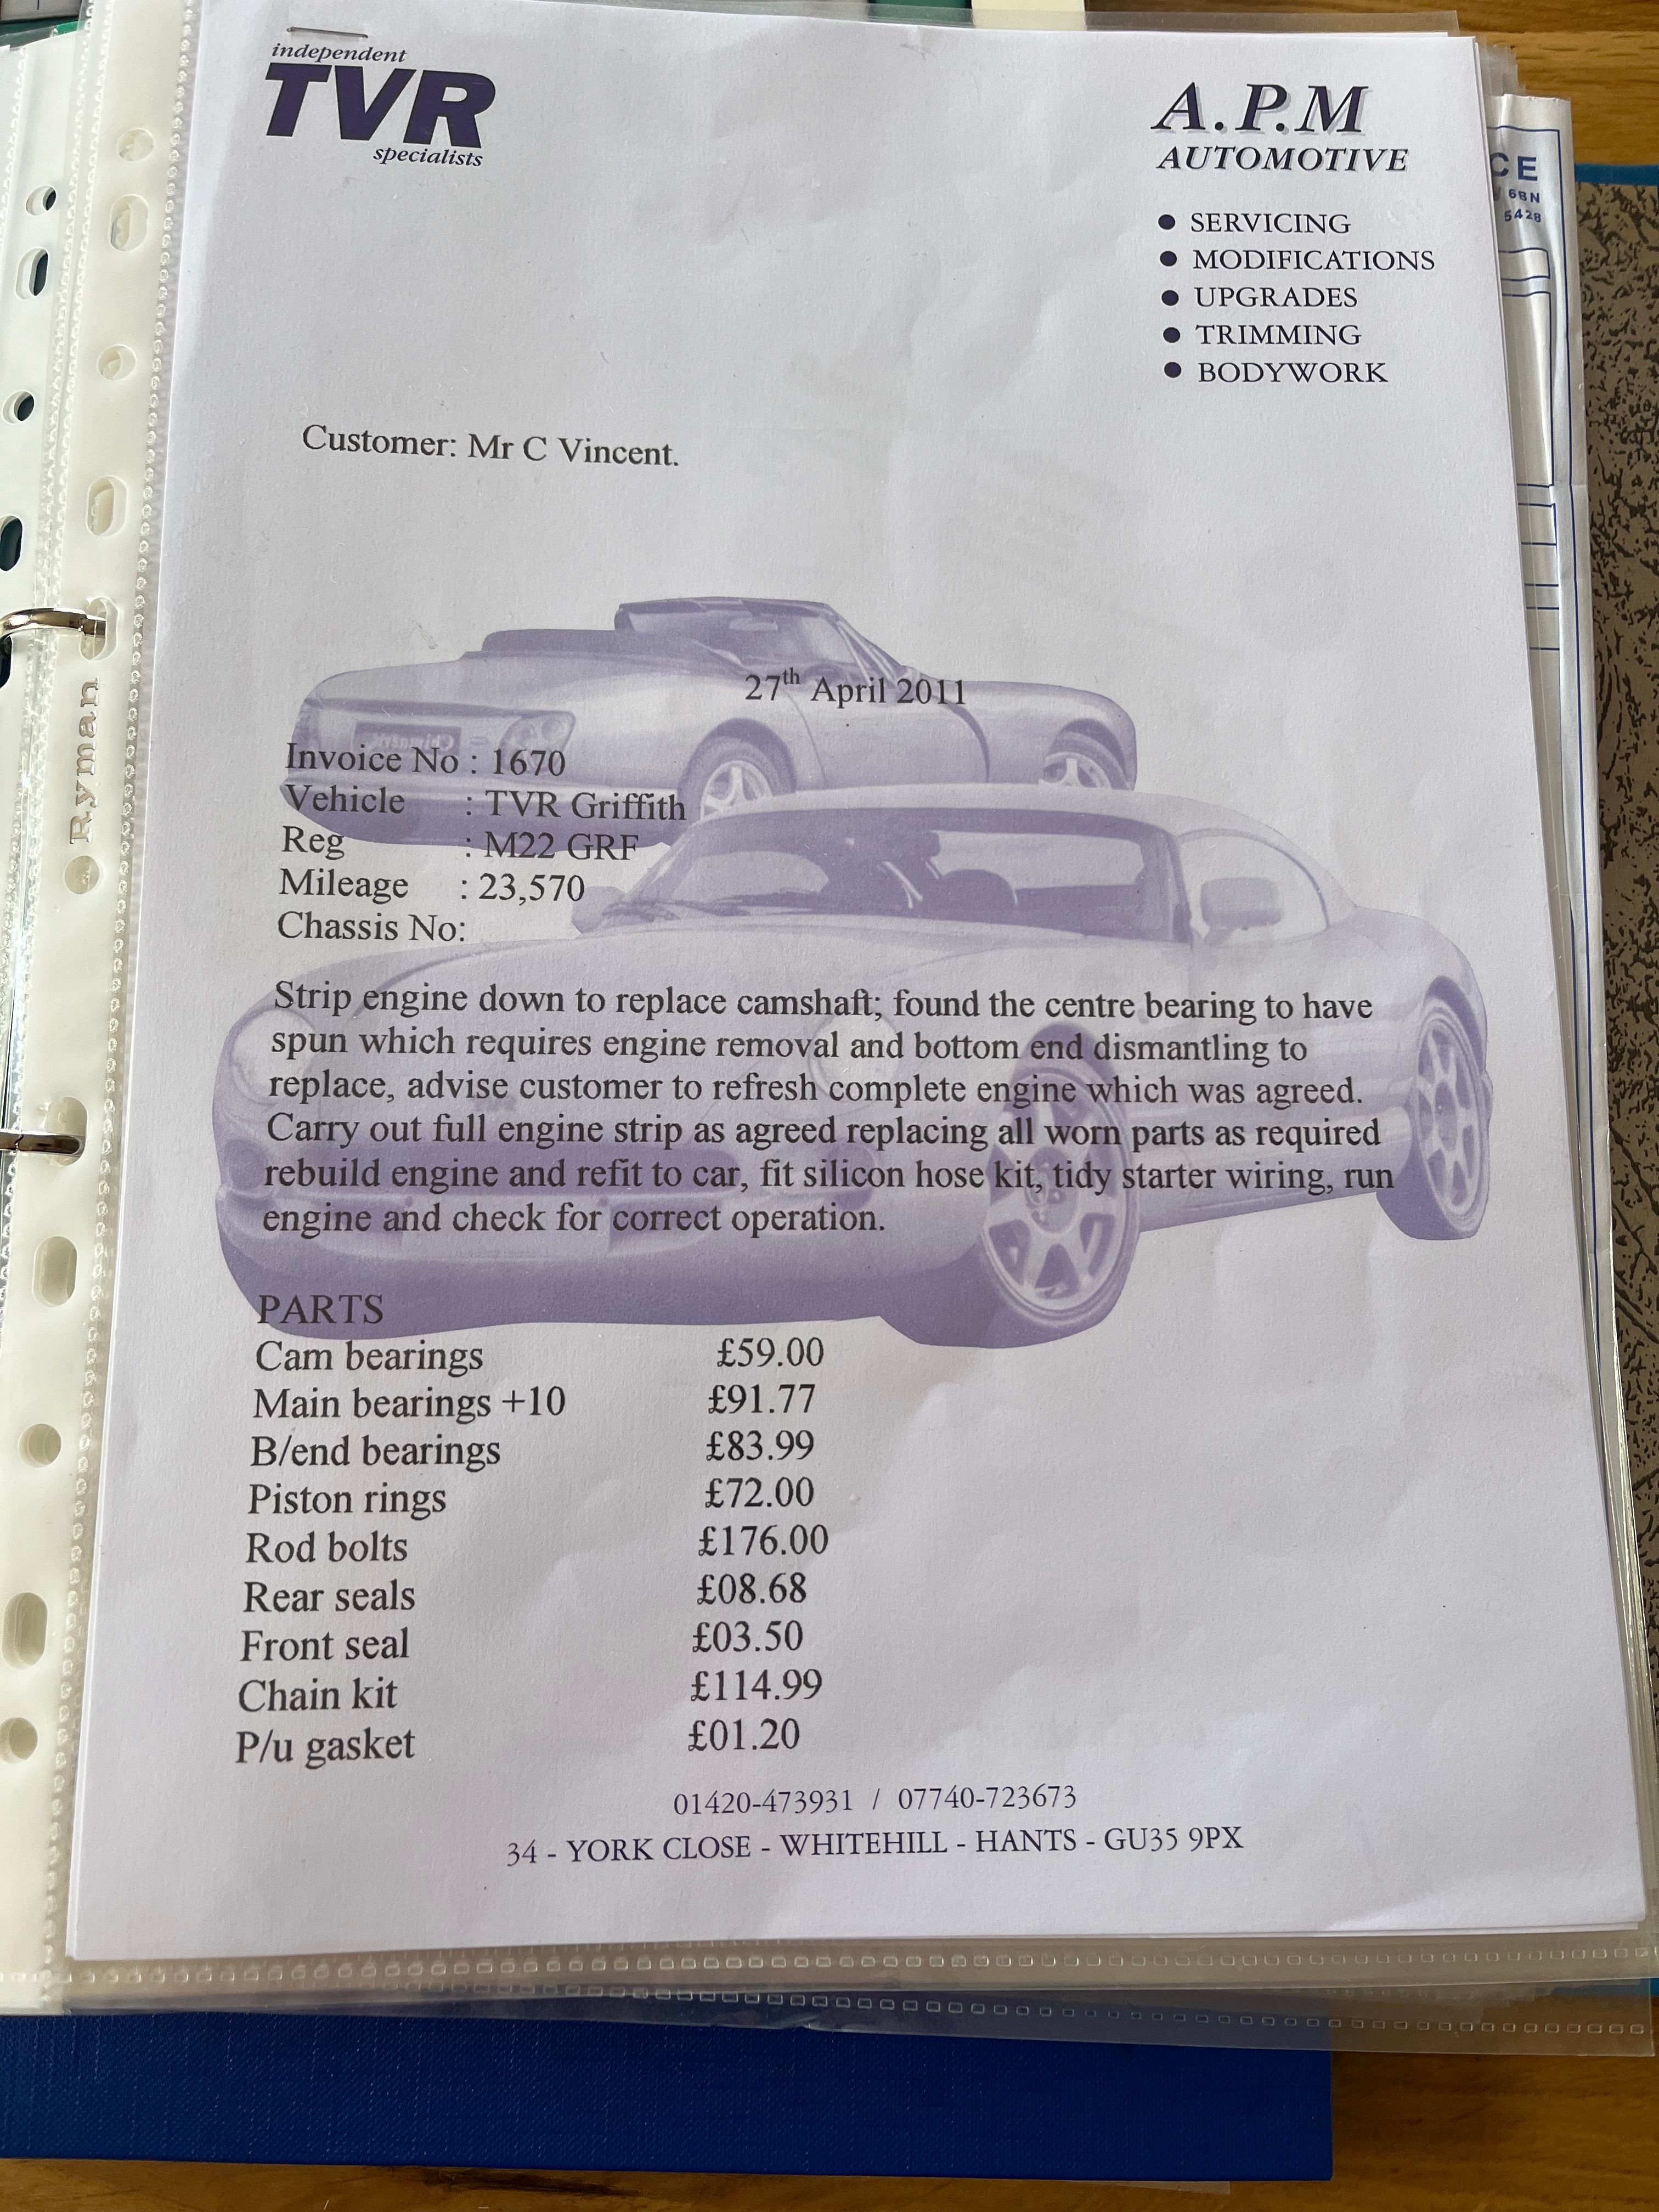 independent
TVR
specialists
A.P.M
AUTOMOTIVE
• SERVICING
• MODIFICATIONS
• UPGRADES
• TRIMMING
• BODYWORK
CE
6BN
5428
Customer: Mr C Vincent.
27th April 2011
Invoice No : 1670
Vehicle : TVR Griffith
Reg : M22 GRF
Mileage : 23,570
Chassis No:
Strip engine down to replace camshaft; found the centre bearing to have
spun which requires engine removal and bottom end dismantling to
replace, advise customer to refresh complete engine which was agreed.
Carry out full engine strip as agreed replacing all worn parts as required
rebuild engine and refit to car, fit silicon hose kit, tidy starter wiring, run
engine and check for correct operation.
PARTS
Cam bearings £59.00
Main bearings +10 £91.77
B/end bearings £83.99
Piston rings £72.00
Rod bolts £176.00
Rear seals £08.68
Front seal £03.50
Chain kit £114.99
P/u gasket £01.20
01420-473931 / 07740-723673
34 - YORK CLOSE - WHITEHILL - HANTS - GU35 9PX
Ryman